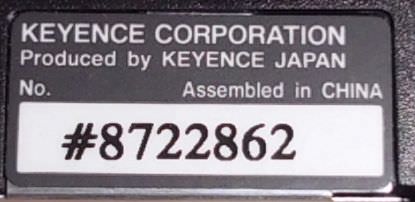 KEYENCE CORPORATION
Produced by KEYENCE JAPAN
No. Assembled in CHINA
#8722862